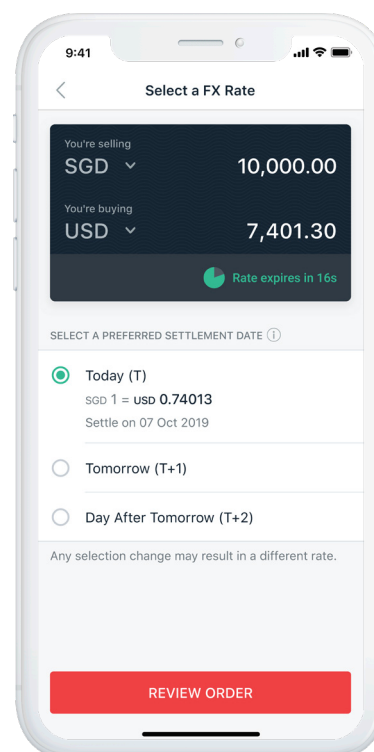 9:41
Select a FX Rate
You're selling
SGD 10,000.00
You're buying
USD 7,401.30
Rate expires in 16s
SELECT A PREFERRED SETTLEMENT DATE i
Today (T)
SGD 1 = USD 0.74013
Settle on 07 Oct 2019
Tomorrow (T+1)
Day After Tomorrow (T+2)
Any selection change may result in a different rate.
REVIEW ORDER